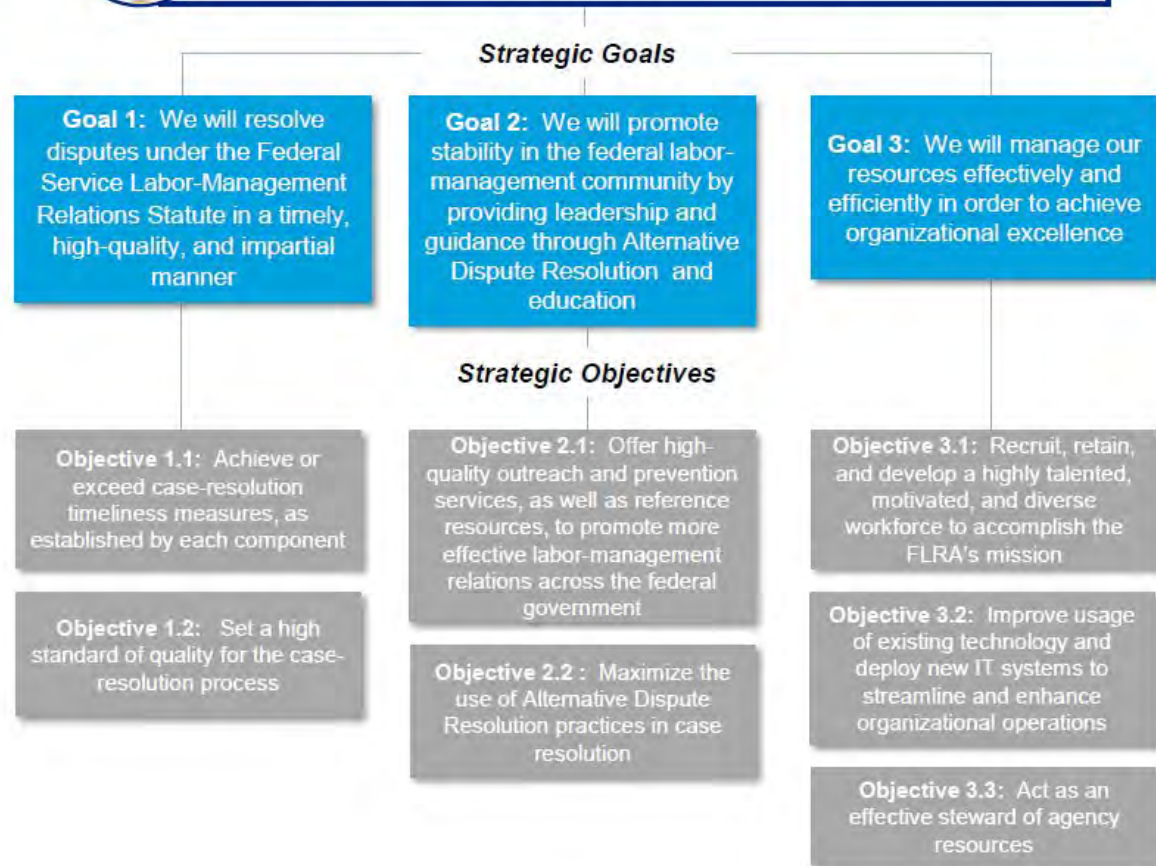 Strategic Goals
Goal 1: We will resolve
disputes under the Federal
Service Labor-Management
Relations Statute in a timely,
high-quality, and impartial
manner
Goal 2: We will promote
stability in the federal labor-
management community by
providing leadership and
guidance through Alternative
Dispute Resolution and
education
Goal 3: We will manage our
resources effectively and
efficiently in order to achieve
organizational excellence
Strategic Objectives
Objective 1.1: Achieve or
exceed case-resolution
timeliness measures, as
established by each component
Objective 1.2: Set a high
standard of quality for the case-
resolution process
Objective 2.1: Offer high-
quality outreach and prevention
services, as well as reference
resources, to promote more
effective labor-management
relations across the federal
government
Objective 2.2 : Maximize the
use of Alternative Dispute
Resolution practices in case
resolution
Objective 3.1: Recruit, retain,
and develop a highly talented,
motivated, and diverse
workforce to accomplish the
FLRA's mission
Objective 3.2: Improve usage
of existing technology and
deploy new IT systems to
streamline and enhance
organizational operations
Objective 3.3: Act as an
effective steward of agency
resources